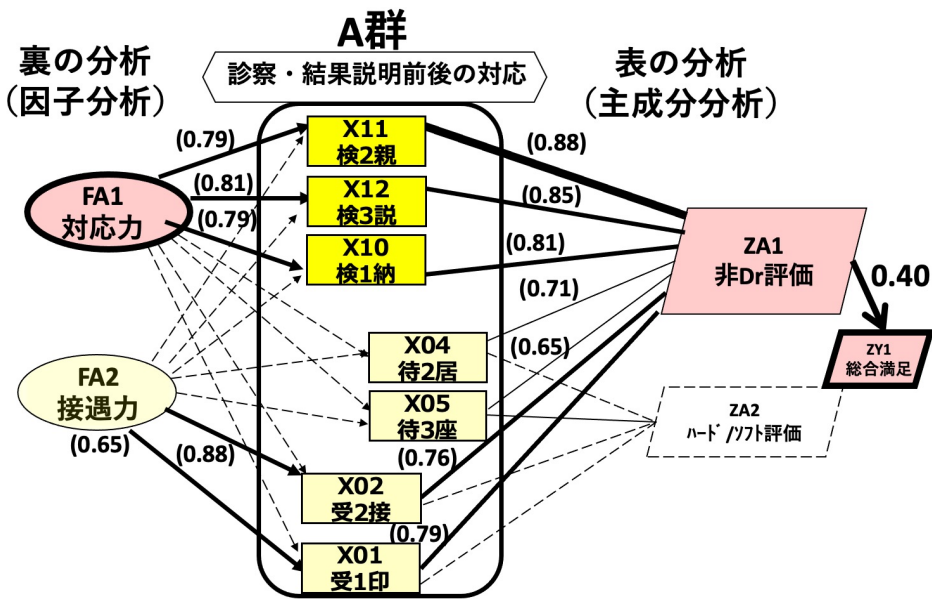 A群
裏の分析
（因子分析）
診察・結果説明前後の対応
表の分析
（主成分分析）
(0.79)
X11
検2親
(0.88)
FA1
対応力
(0.81)
X12
検3説
(0.85)
(0.79)
X10
検1納
(0.81)
ZA1
非Dr評価
0.40
(0.71)
X04
待2居
(0.65)
ZY1
総合満足
FA2
接遇力
X05
待3座
ZA2
ﾊｰﾄﾞ/ｿﾌﾄ評価
(0.65)
(0.88)
(0.76)
X02
受2接
(0.79)
X01
受1印